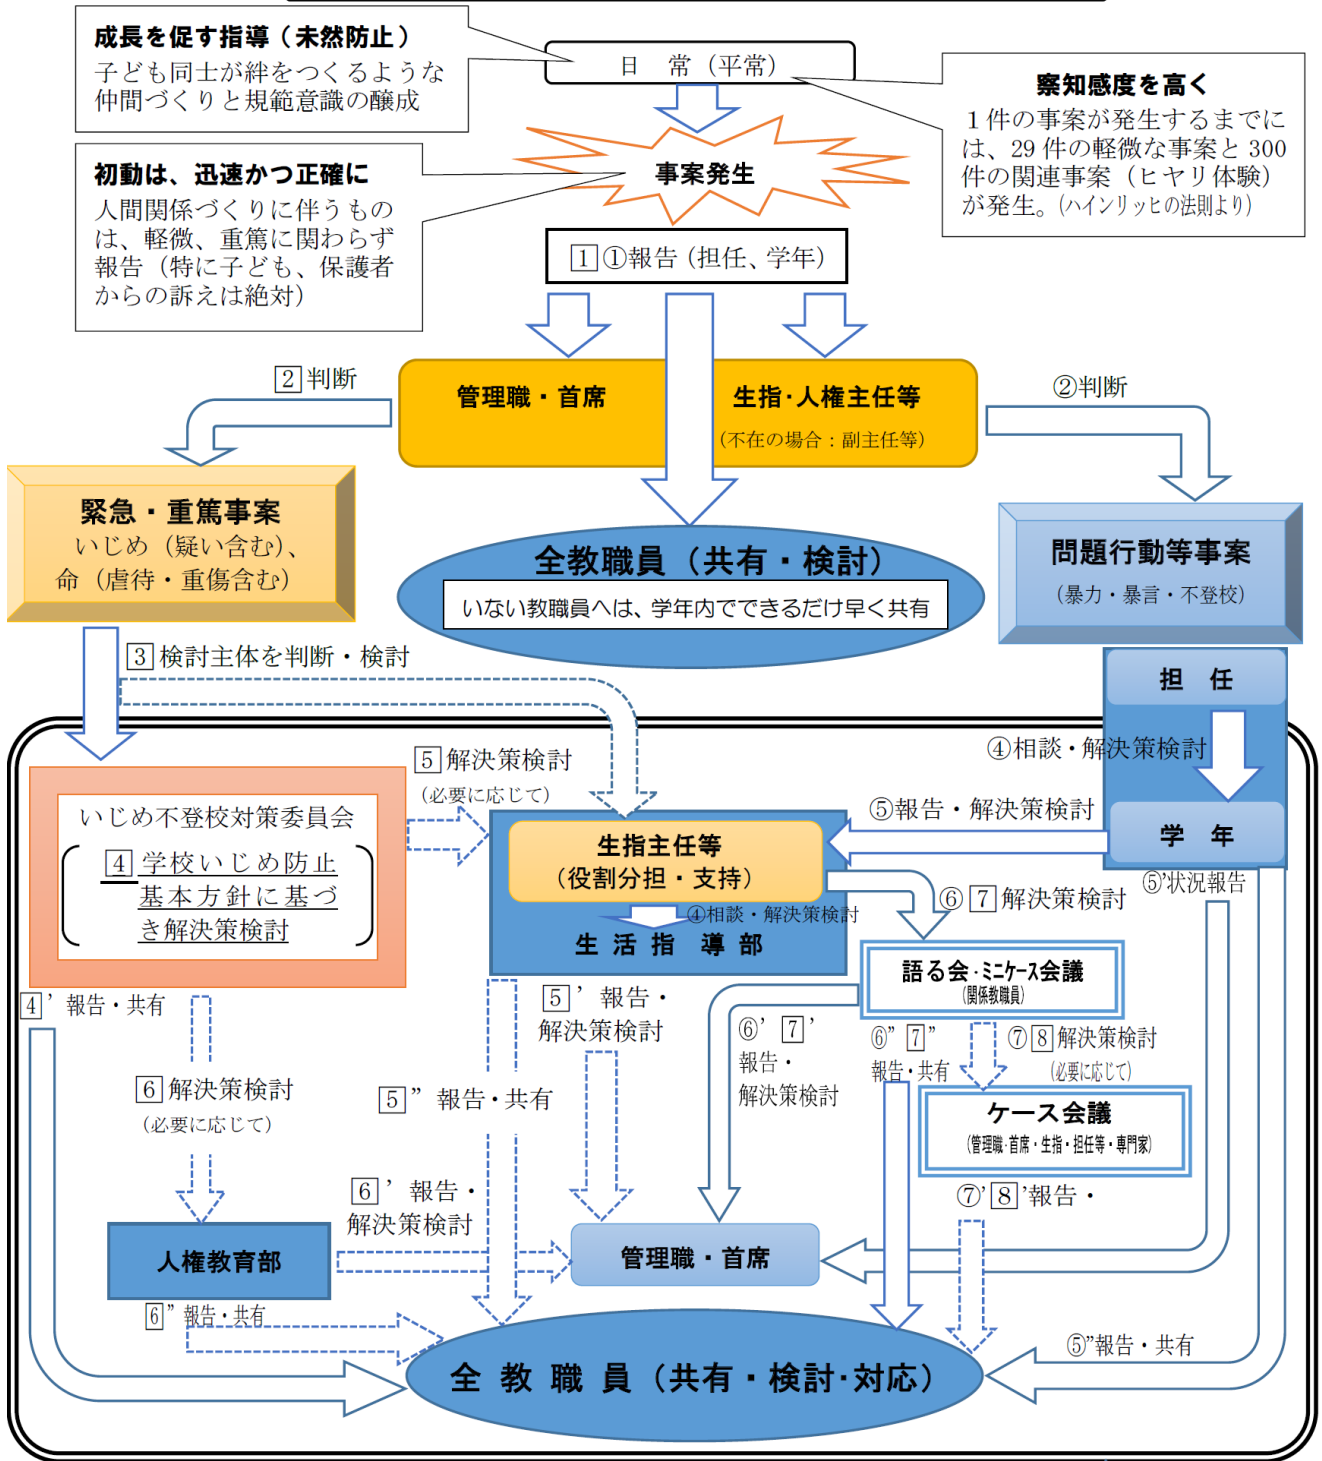 成長を促す指導（未然防止）
子ども同士が絆をつくるような
仲間づくりと規範意識の醸成
日　常（平常）
察知感度を高く
１件の事案が発生するまでに
は、29 件の軽微な事案と 300
件の関連事案（ヒヤリ体験）
が発生。（ハインリッヒの法則より）
初動は、迅速かつ正確に
人間関係づくりに伴うもの
は、軽微、重篤に関わらず
報告（特に子ども、保護者
からの訴えは絶対）
事案発生
1 ①報告（担任、学年）
2 判断
管理職・首席
生指・人権主任等
（不在の場合：副主任等）
②判断
緊急・重篤事案
いじめ（疑い含む）、
命（虐待・重傷含む）
全教職員（共有・検討）
いない教職員へは、学年内でできるだけ早く共有
問題行動等事案
（暴力・暴言・不登校）
3 検討主体を判断・検討
担　任
④相談・解決策検討
学　年
5 解決策検討
（必要に応じて）
⑤報告・解決策検討
いじめ不登校対策委員会
4 学校いじめ防止
基本方針に基づ
き解決策検討
生指主任等
（役割分担・支持）
④相談・解決策検討
生 活 指 導 部
⑤’状況報告
⑥ 7 解決策検討
語る会・ミニケース会議
（関係教職員）
4 ’ 報告・共有
5 ’ 報告・
解決策検討
⑥’ 7 ’
報告・
解決策検討
⑥” 7 ”
報告・共有
⑦ 8 解決策検討
（必要に応じて）
6 解決策検討
（必要に応じて）
5 ” 報告・共有
ケース会議
（管理職・首席・生指・担任等・専門家）
6 ’ 報告・
解決策検討
⑦’ 8 ’報告・
人権教育部
管理職・首席
6 ” 報告・共有
⑤”報告・共有
全 教 職 員（共有・検討・対応）